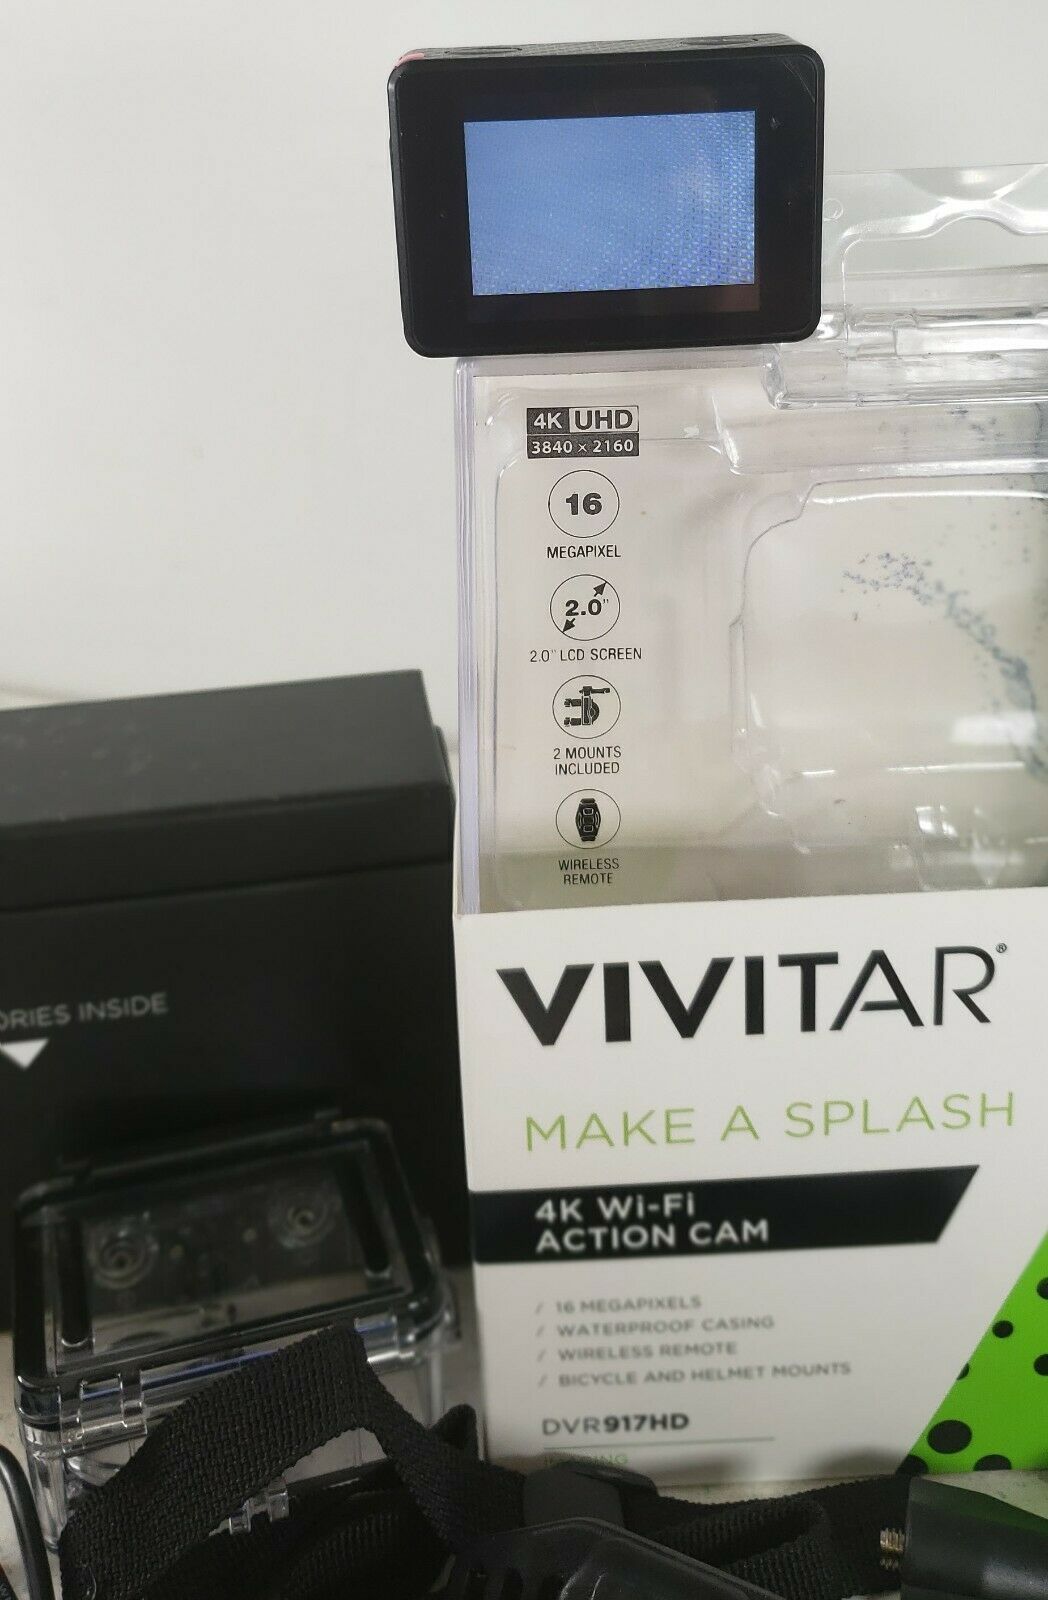 4K UHD
3840 × 2160
16
MEGAPIXEL
2.0"
2.0" LCD SCREEN
2 MOUNTS
INCLUDED
WIRELESS
REMOTE
ORIES INSIDE
VIVITAR®
MAKE A SPLASH
4K Wi-Fi
ACTION CAM
/ 16 MEGAPIXELS
/ WATERPROOF CASING
/ WIRELESS REMOTE
/ BICYCLE AND HELMET MOUNTS
DVR917HD